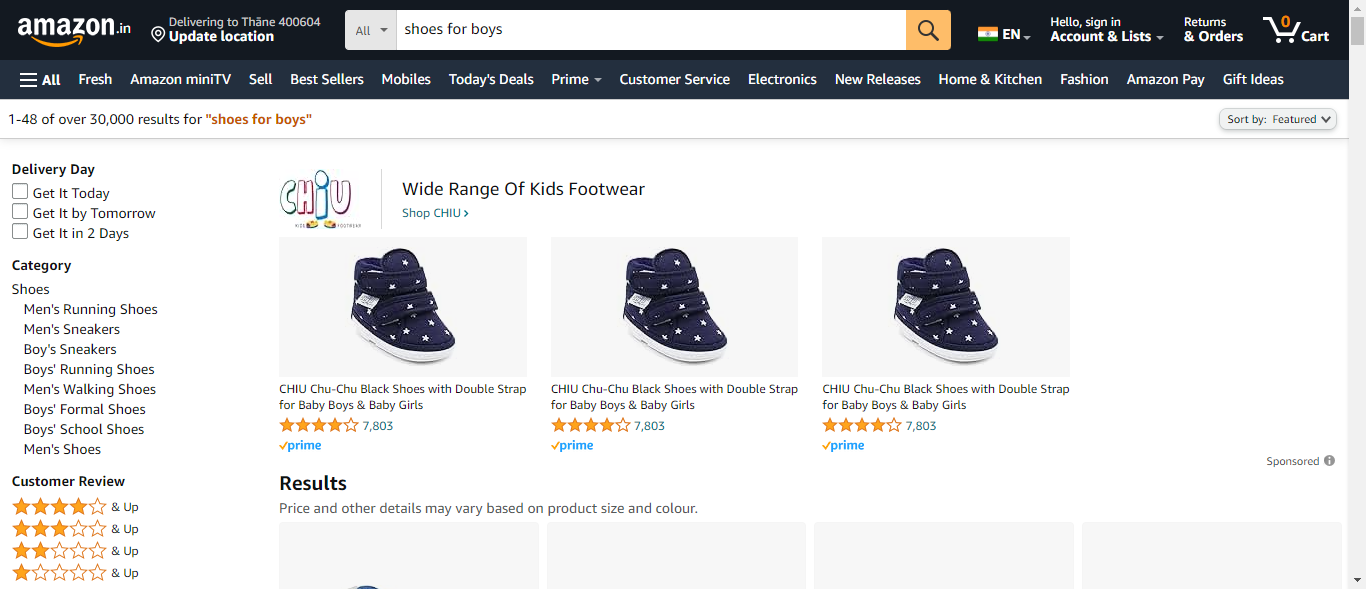 amazon.in
Delivering to Thāne 400604
Update location
All
shoes for boys
EN
Hello, sign in
Account & Lists
Returns
& Orders
0
Cart
All
Fresh
Amazon miniTV
Sell
Best Sellers
Mobiles
Today's Deals
Prime
Customer Service
Electronics
New Releases
Home & Kitchen
Fashion
Amazon Pay
Gift Ideas
1-48 of over 30,000 results for "shoes for boys"
Sort by: Featured
Delivery Day
Get It Today
Get It by Tomorrow
Get It in 2 Days
Category
Shoes
Men's Running Shoes
Men's Sneakers
Boy's Sneakers
Boys' Running Shoes
Men's Walking Shoes
Boys' Formal Shoes
Boys' School Shoes
Men's Shoes
Customer Review
& Up
& Up
& Up
& Up
CHIU
KIDS FOOTWEAR
Wide Range Of Kids Footwear
Shop CHIU
CHIU Chu-Chu Black Shoes with Double Strap
for Baby Boys & Baby Girls
7,803
prime
CHIU Chu-Chu Black Shoes with Double Strap
for Baby Boys & Baby Girls
7,803
prime
CHIU Chu-Chu Black Shoes with Double Strap
for Baby Boys & Baby Girls
7,803
prime
Sponsored
Results
Price and other details may vary based on product size and colour.